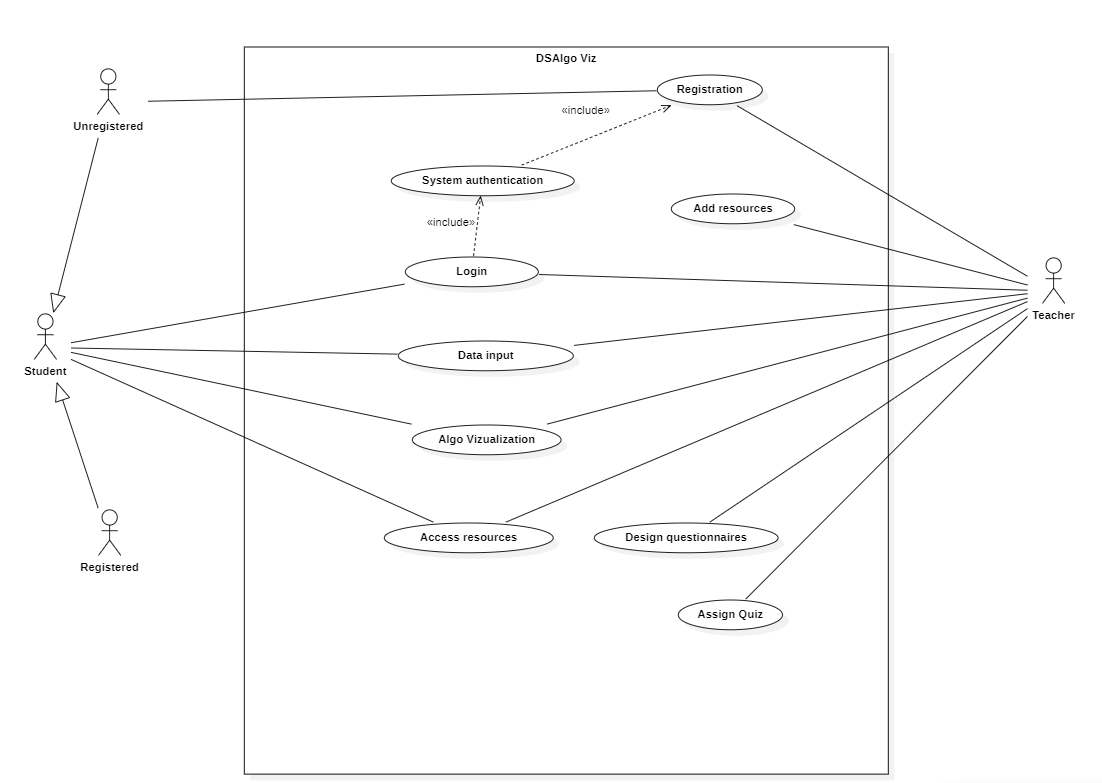 DSAlgo Viz
Registration
«include»
Unregistered
System authentication
Add resources
«include»
Login
Teacher
Student
Data input
Algo Vizualization
Access resources
Design questionnaires
Registered
Assign Quiz